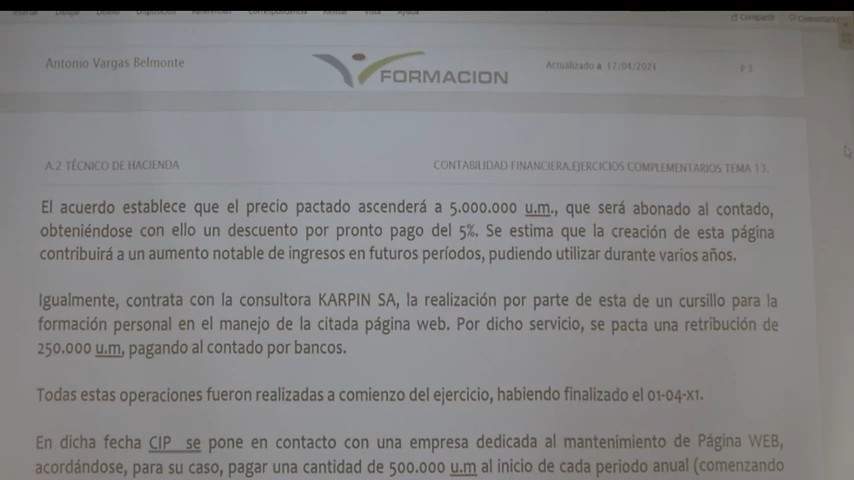 Compartir
Antonio Vargas Belmonte
FORMACION
Actualizado a 17/04/2021
P 3
A.2 TÉCNICO DE HACIENDA
CONTABILIDAD FINANCIERA.EJERCICIOS COMPLEMENTARIOS TEMA 13.
El acuerdo establece que el precio pactado ascenderá a 5.000.000 u.m., que será abonado al contado,
obteniéndose con ello un descuento por pronto pago del 5%. Se estima que la creación de esta página
contribuirá a un aumento notable de ingresos en futuros períodos, pudiendo utilizar durante varios años.
Igualmente, contrata con la consultora KARPIN SA, la realización por parte de esta de un cursillo para la
formación personal en el manejo de la citada página web. Por dicho servicio, se pacta una retribución de
250.000 u.m, pagando al contado por bancos.
Todas estas operaciones fueron realizadas a comienzo del ejercicio, habiendo finalizado el 01-04-x1.
En dicha fecha CIP se pone en contacto con una empresa dedicada al mantenimiento de Página WEB,
acordándose, para su caso, pagar una cantidad de 500.000 u.m al inicio de cada periodo anual (comenzando